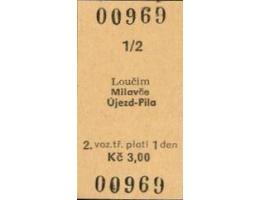 00969
1/2
Loučim
Milavče
Újezd-Pila
2. voz.tř. platí 1 den
Kč 3,00
00969